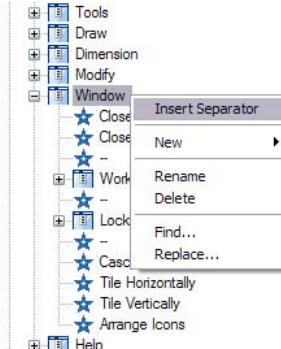 Tools
Draw
Dimension
Modify
Window
Close
Close
--
Work
--
Lock
--
Casc
Tile Horizontally
Tile Vertically
Arrange Icons
Help
Insert Separator
New
Rename
Delete
Find...
Replace...